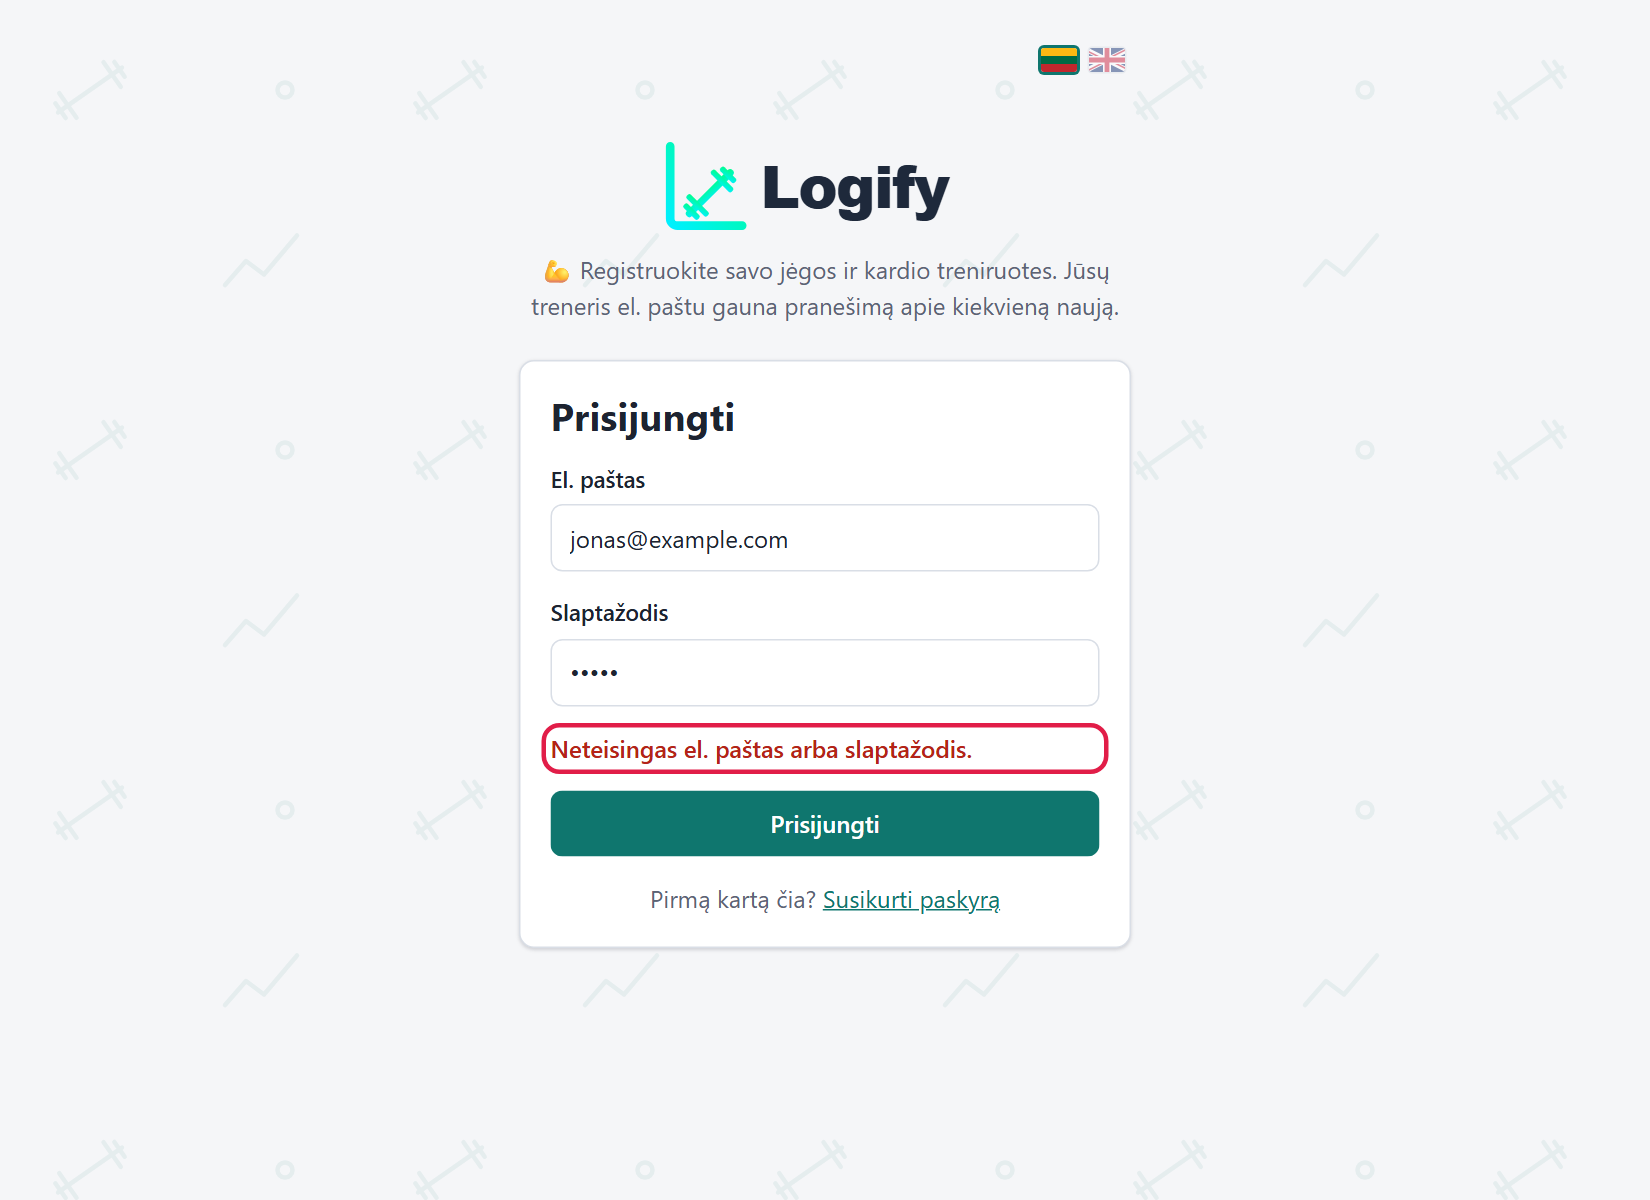 Logify
💪 Registruokite savo jėgos ir kardio treniruotes. Jūsų
treneris el. paštu gauna pranešimą apie kiekvieną naują.
Prisijungti
El. paštas
jonas@example.com
Slaptažodis
•••••
Neteisingas el. paštas arba slaptažodis.
Prisijungti
Pirmą kartą čia? Susikurti paskyrą